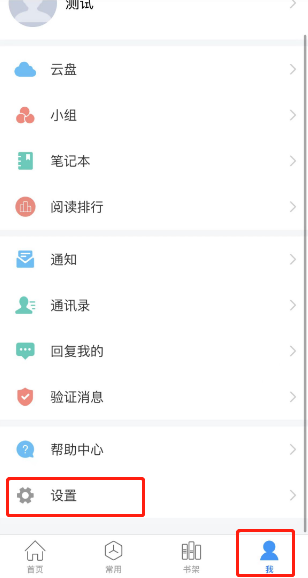 测试
云盘
小组
笔记本
阅读排行
通知
通讯录
回复我的
验证消息
帮助中心
设置
首页
常用
书架
我